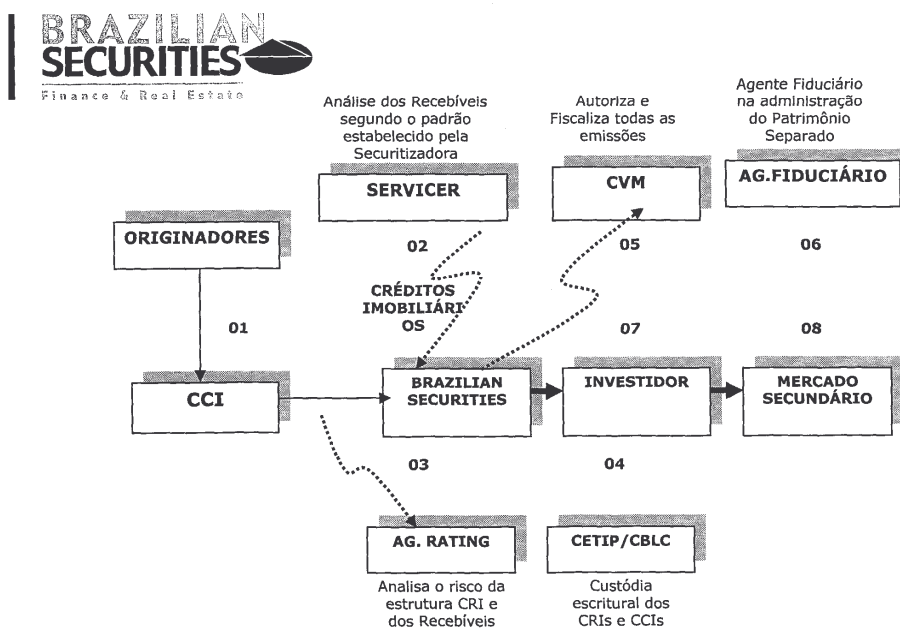 BRAZILIAN
SECURITIES
Finance & Real Estate
Análise dos Recebíveis
segundo o padrão
estabelecido pela
Securitizadora
Autoriza e
Fiscaliza todas as
emissões
Agente Fiduciário
na administração
do Patrimônio
Separado
SERVICER
CVM
AG.FIDUCIÁRIO
ORIGINADORES
02
05
06
CRÉDITOS
IMOBILIÁRI
OS
01
07
08
CCI
BRAZILIAN
SECURITIES
INVESTIDOR
MERCADO
SECUNDÁRIO
03
04
AG. RATING
CETIP/CBLC
Analisa o risco da
estrutura CRI e
dos Recebíveis
Custódia
escritural dos
CRIs e CCIs